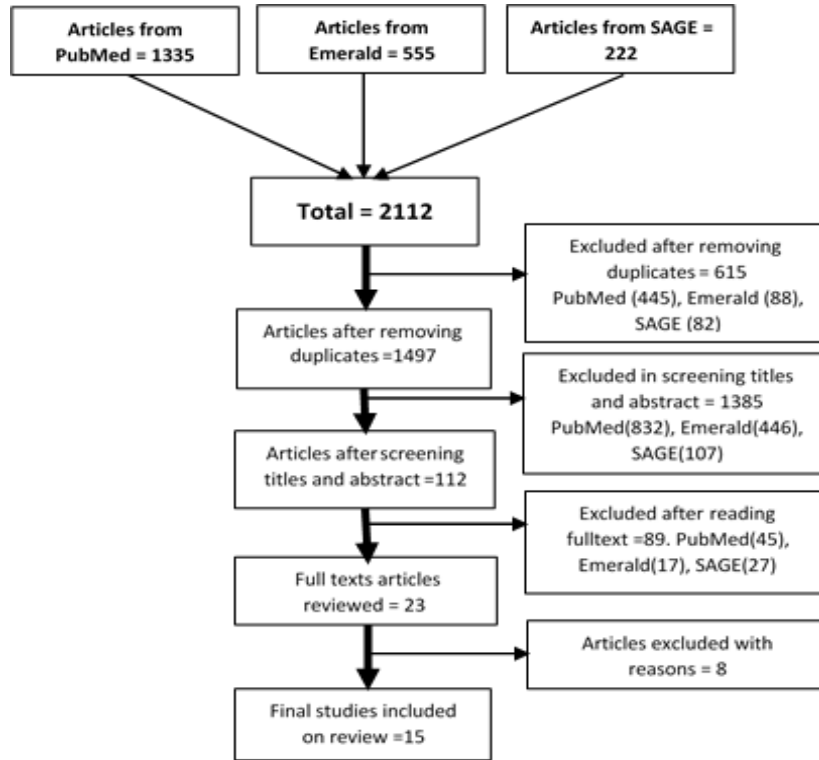 Articles from
PubMed = 1335
Articles from
Emerald = 555
Articles from SAGE =
222
Total = 2112
Excluded after removing
duplicates = 615
PubMed (445), Emerald (88),
SAGE (82)
Articles after removing
duplicates =1497
Excluded in screening titles
and abstract = 1385
PubMed(832), Emerald(446),
SAGE(107)
Articles after screening
titles and abstract =112
Excluded after reading
fulltext =89. PubMed(45),
Emerald(17), SAGE(27)
Full texts articles
reviewed = 23
Articles excluded with
reasons = 8
Final studies included
on review =15